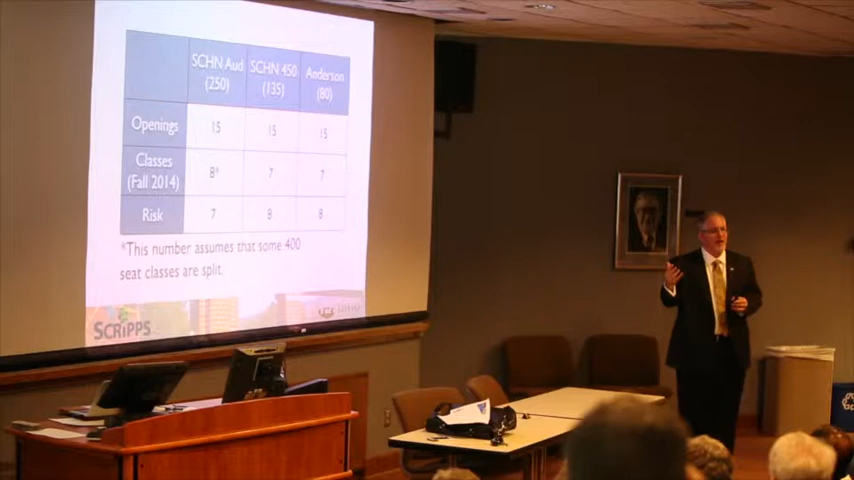 SCHN Aud SCHN 450 Anderson
(250) (135) (80)
Openings 15 15 15
Classes
(Fall 2014) 8* 7 7
Risk 7 8 8
*This number assumes that some 400
seat classes are split.
SCRIPPS
OHIO